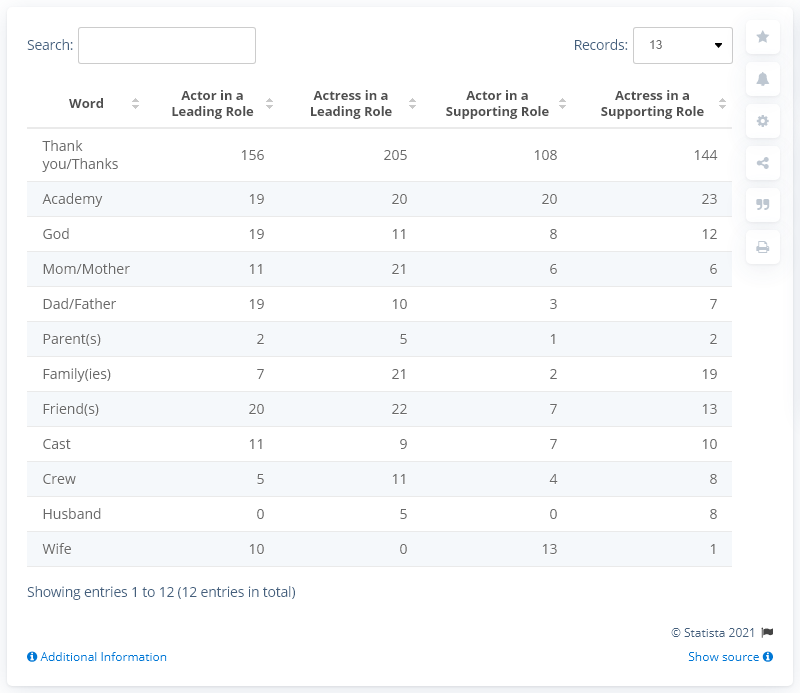 Search:
Records: 13
Word
Actor in a Leading Role
Actress in a Leading Role
Actor in a Supporting Role
Actress in a Supporting Role
Thank you/Thanks 156 205 108 144
Academy 19 20 20 23
God 19 11 8 12
Mom/Mother 11 21 6 6
Dad/Father 19 10 3 7
Parent(s) 2 5 1 2
Family(ies) 7 21 2 19
Friend(s) 20 22 7 13
Cast 11 9 7 10
Crew 5 11 4 8
Husband 0 5 0 8
Wife 10 0 13 1
Showing entries 1 to 12 (12 entries in total)
© Statista 2021
Additional Information
Show source